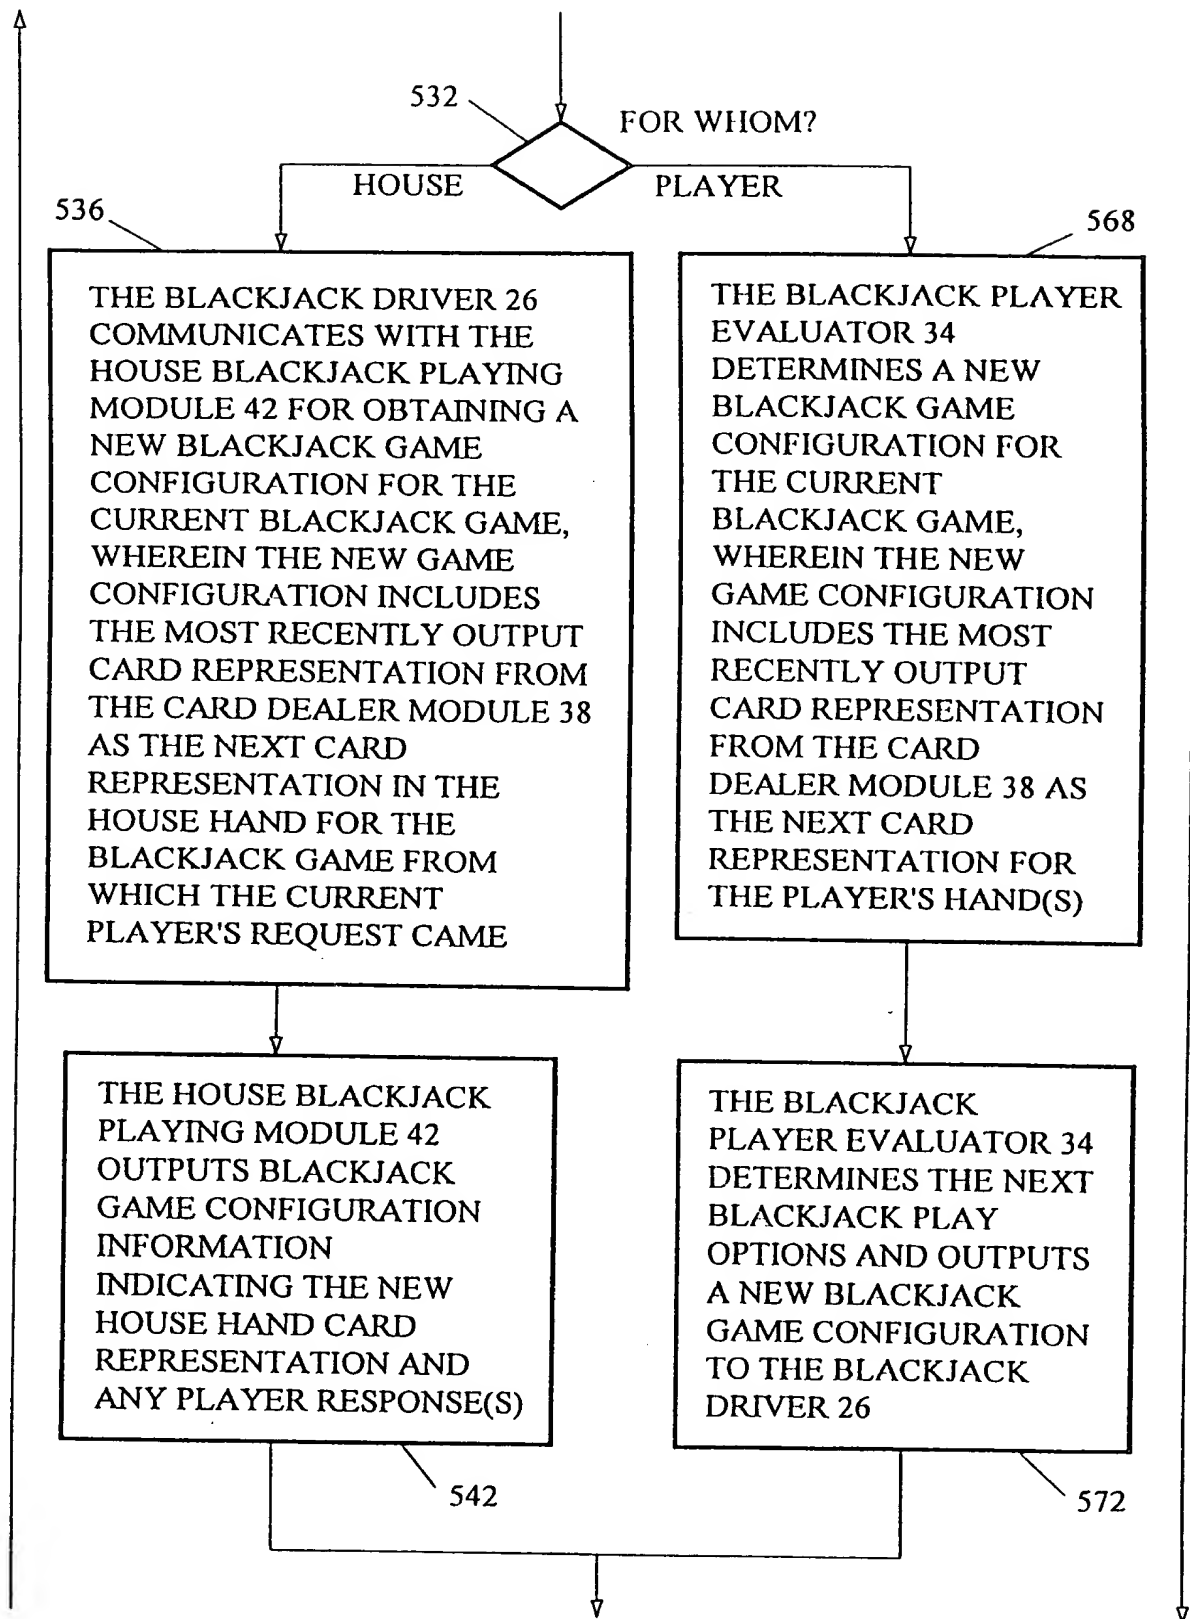 532
FOR WHOM?
HOUSE
PLAYER
536
568
THE BLACKJACK DRIVER 26
COMMUNICATES WITH THE
HOUSE BLACKJACK PLAYING
MODULE 42 FOR OBTAINING A
NEW BLACKJACK GAME
CONFIGURATION FOR THE
CURRENT BLACKJACK GAME,
WHEREIN THE NEW GAME
CONFIGURATION INCLUDES
THE MOST RECENTLY OUTPUT
CARD REPRESENTATION FROM
THE CARD DEALER MODULE 38
AS THE NEXT CARD
REPRESENTATION IN THE
HOUSE HAND FOR THE
BLACKJACK GAME FROM
WHICH THE CURRENT
PLAYER'S REQUEST CAME
THE BLACKJACK PLAYER
EVALUATOR 34
DETERMINES A NEW
BLACKJACK GAME
CONFIGURATION FOR
THE CURRENT
BLACKJACK GAME,
WHEREIN THE NEW
GAME CONFIGURATION
INCLUDES THE MOST
RECENTLY OUTPUT
CARD REPRESENTATION
FROM THE CARD
DEALER MODULE 38 AS
THE NEXT CARD
REPRESENTATION FOR
THE PLAYER'S HAND(S)
THE HOUSE BLACKJACK
PLAYING MODULE 42
OUTPUTS BLACKJACK
GAME CONFIGURATION
INFORMATION
INDICATING THE NEW
HOUSE HAND CARD
REPRESENTATION AND
ANY PLAYER RESPONSE(S)
542
THE BLACKJACK
PLAYER EVALUATOR 34
DETERMINES THE NEXT
BLACKJACK PLAY
OPTIONS AND OUTPUTS
A NEW BLACKJACK
GAME CONFIGURATION
TO THE BLACKJACK
DRIVER 26
572